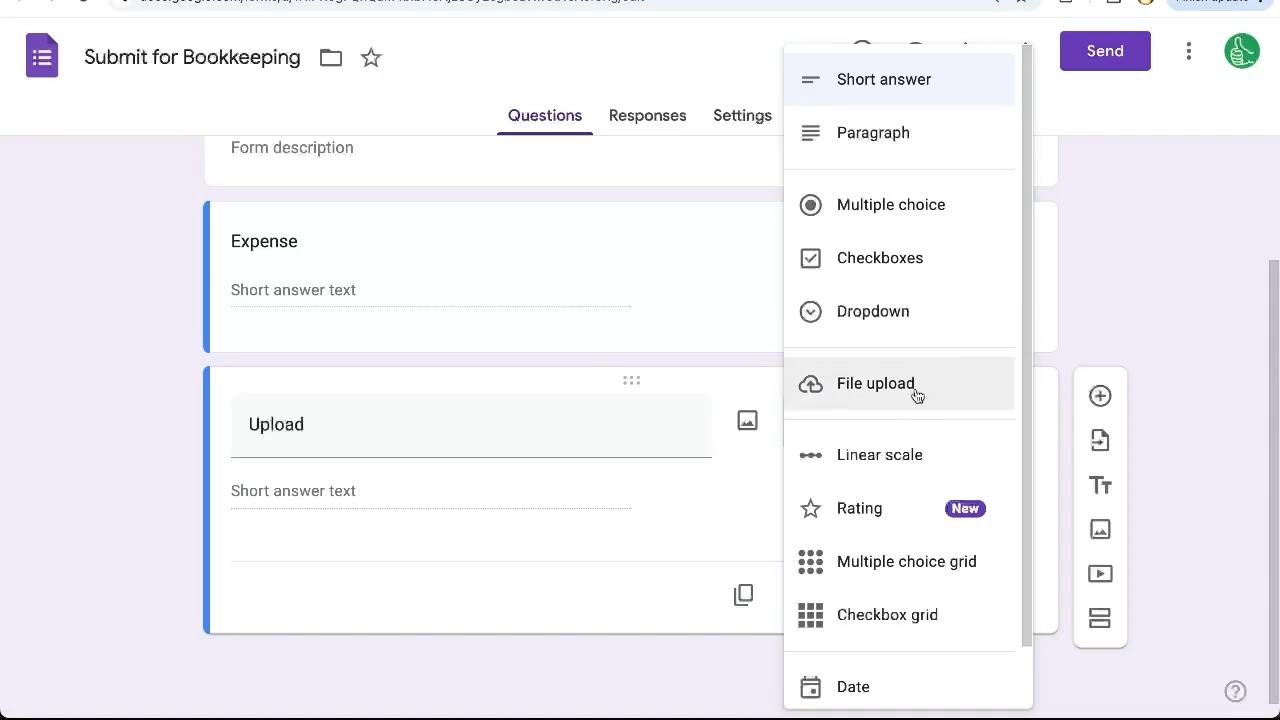 Submit for Bookkeeping
Send
Questions
Responses
Settings
Form description
Expense
Short answer text
Upload
Short answer text
Short answer
Paragraph
Multiple choice
Checkboxes
Dropdown
File upload
Linear scale
Rating
New
Multiple choice grid
Checkbox grid
Date